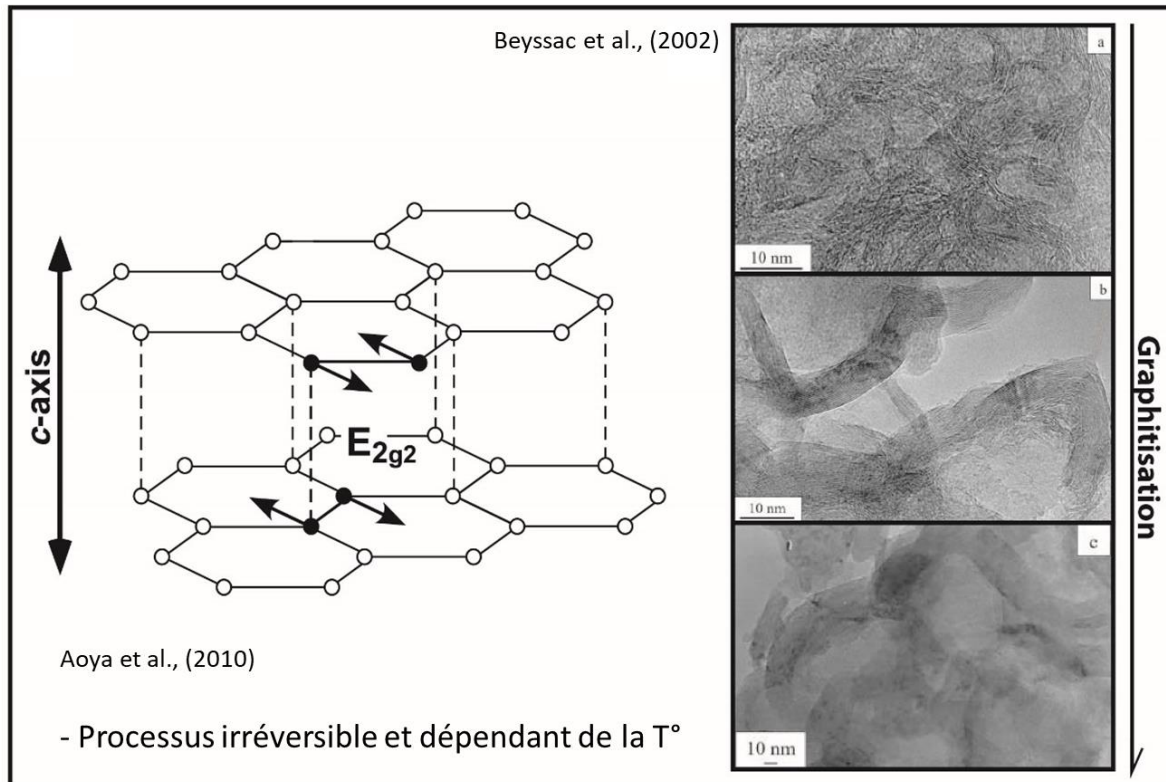 Beyssac et al., (2002)
a
10 nm
b
10 nm
c
10 nm
Graphitisation
c-axis
E2g2
Aoya et al., (2010)
- Processus irréversible et dépendant de la T°